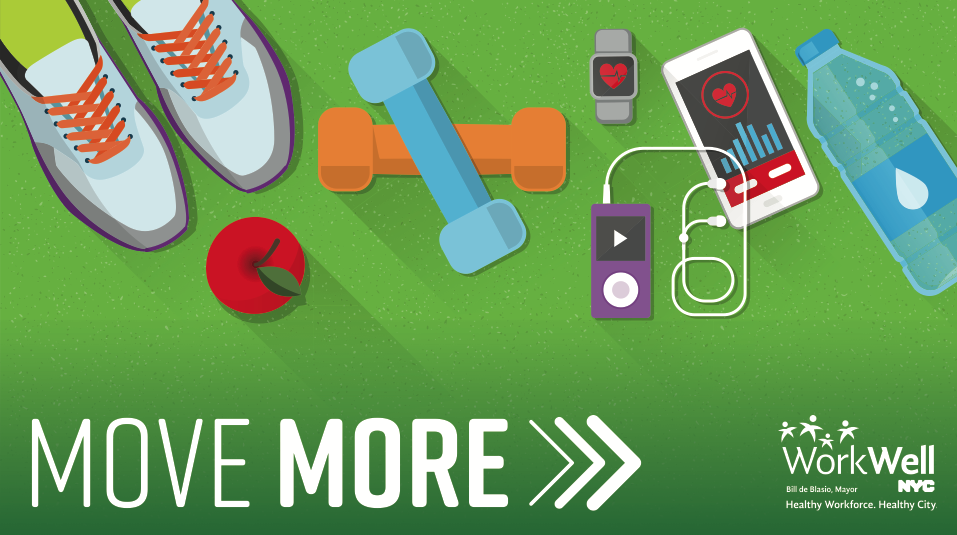 MOVE MORE
WorkWell
NYC
Bill de Blasio, Mayor
Healthy Workforce. Healthy City